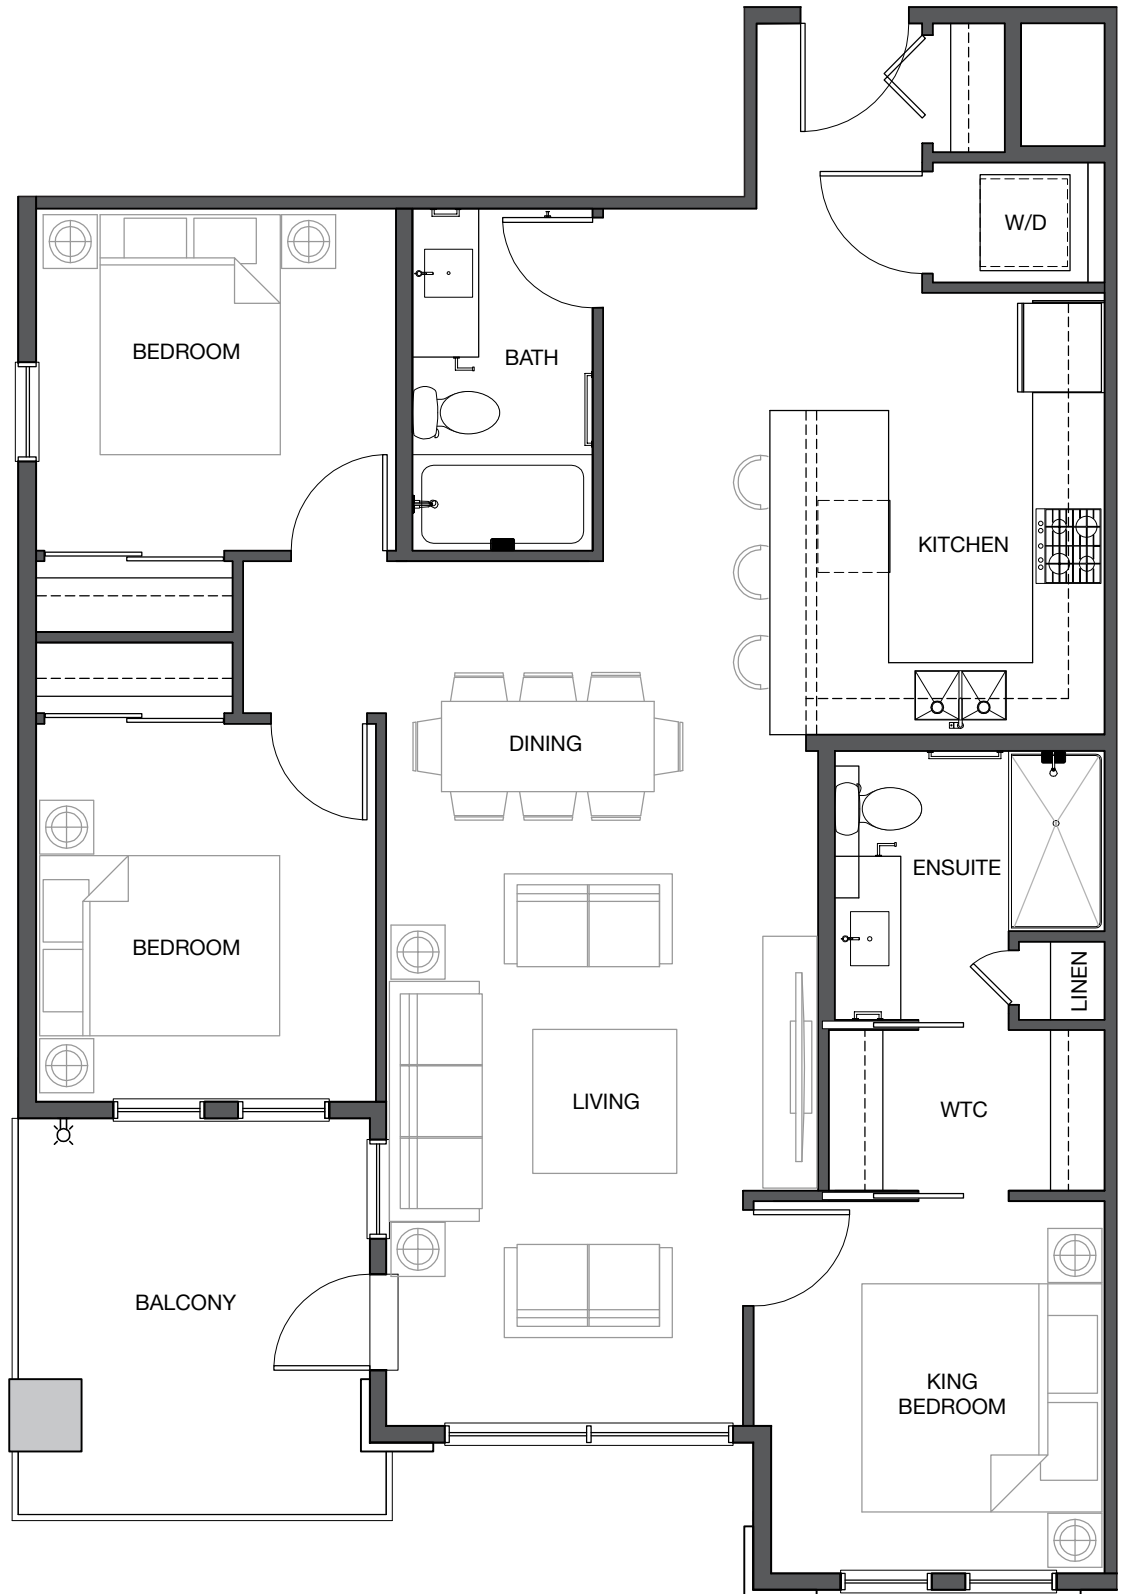 W/D
BEDROOM
BATH
KITCHEN
DINING
ENSUITE
BEDROOM
LINEN
LIVING
WTC
BALCONY
KING
BEDROOM